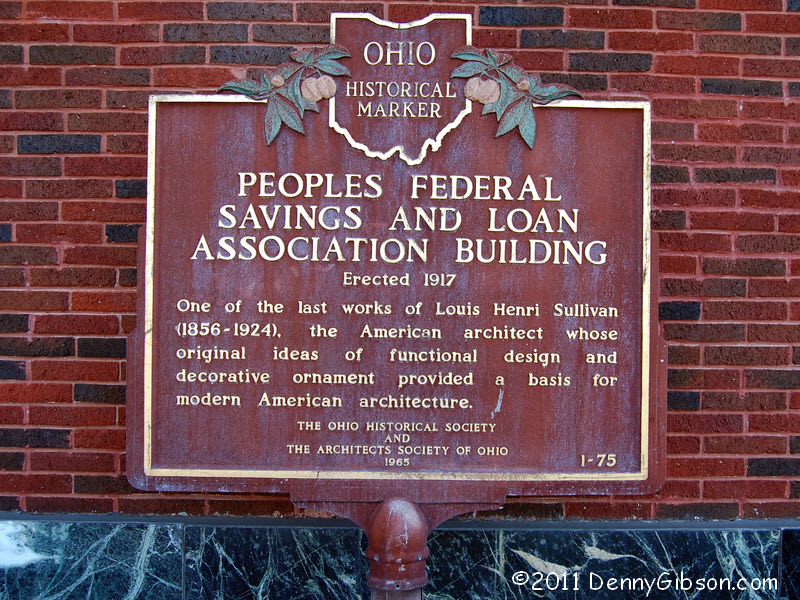 OHIO
HISTORICAL
MARKER
PEOPLES FEDERAL
SAVINGS AND LOAN
ASSOCIATION BUILDING
Erected 1917
One of the last works of Louis Henri Sullivan
(1856-1924), the American architect whose
original ideas of functional design and
decorative ornament provided a basis for
modern American architecture.
THE OHIO HISTORICAL SOCIETY
AND
THE ARCHITECTS SOCIETY OF OHIO
1965
1-75
©2011 DennyGibson.com